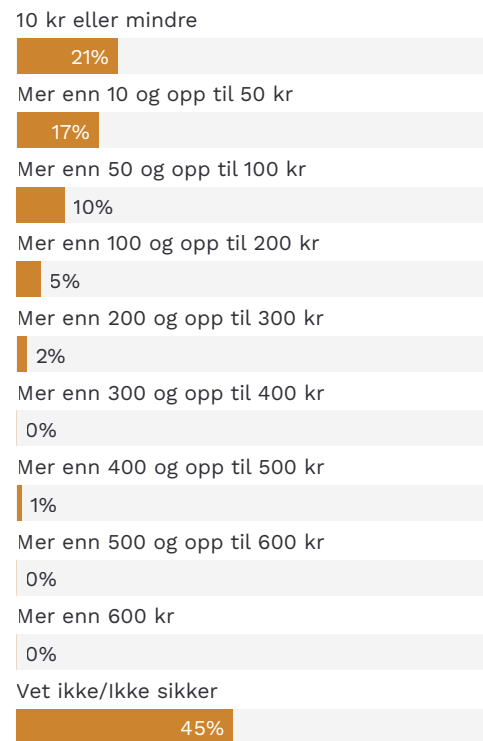 10 kr eller mindre
21%
Mer enn 10 og opp til 50 kr
17%
Mer enn 50 og opp til 100 kr
10%
Mer enn 100 og opp til 200 kr
5%
Mer enn 200 og opp til 300 kr
2%
Mer enn 300 og opp til 400 kr
0%
Mer enn 400 og opp til 500 kr
1%
Mer enn 500 og opp til 600 kr
0%
Mer enn 600 kr
0%
Vet ikke/Ikke sikker
45%